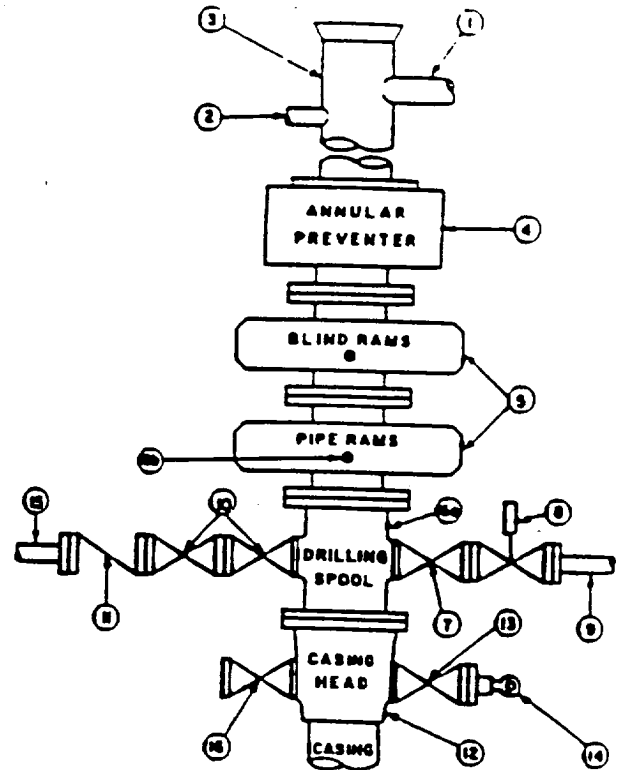 3
1
2
ANNULAR
PREVENTER
4
BLIND RAMS
5
PIPE RAMS
10
15
8
DRILLING
SPOOL
11
7
13
9
CASING
HEAD
16
12
14
CASING